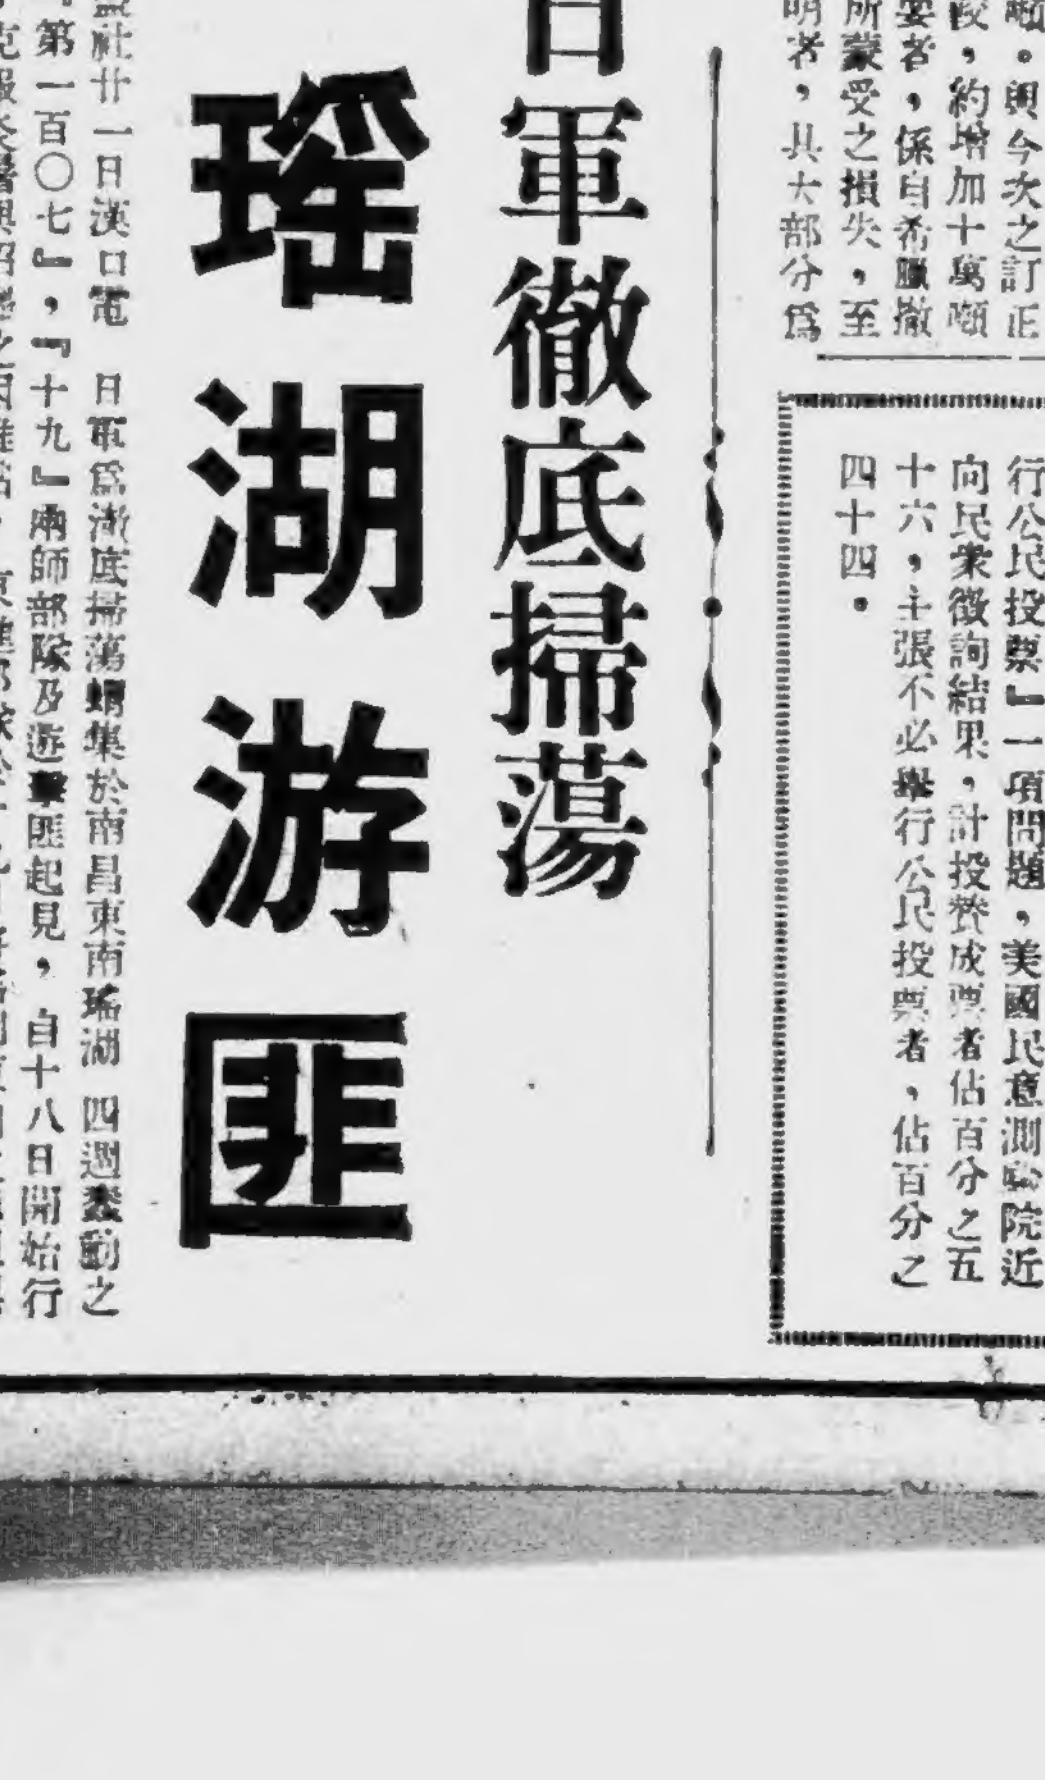 噸。與今次之訂正
較，約增加十萬噸
要者，係自希臘撤
所蒙受之損失，至
明者，其大部分爲
行公民投票』一項問題，美國民意測驗院近
向民衆徵詢結果，計投贊成票者佔百分之五
十六，主張不必舉行公民投票者，佔百分之
四十四。
日軍徹底掃蕩
瑶湖游匪
盟社廿一日漢口電　日軍爲澈底掃蕩蝟集於南昌東南瑤湖四週蠢動之
『第一百〇七』，『十九』兩師部隊及遊擊匪起見，自十八日開始行